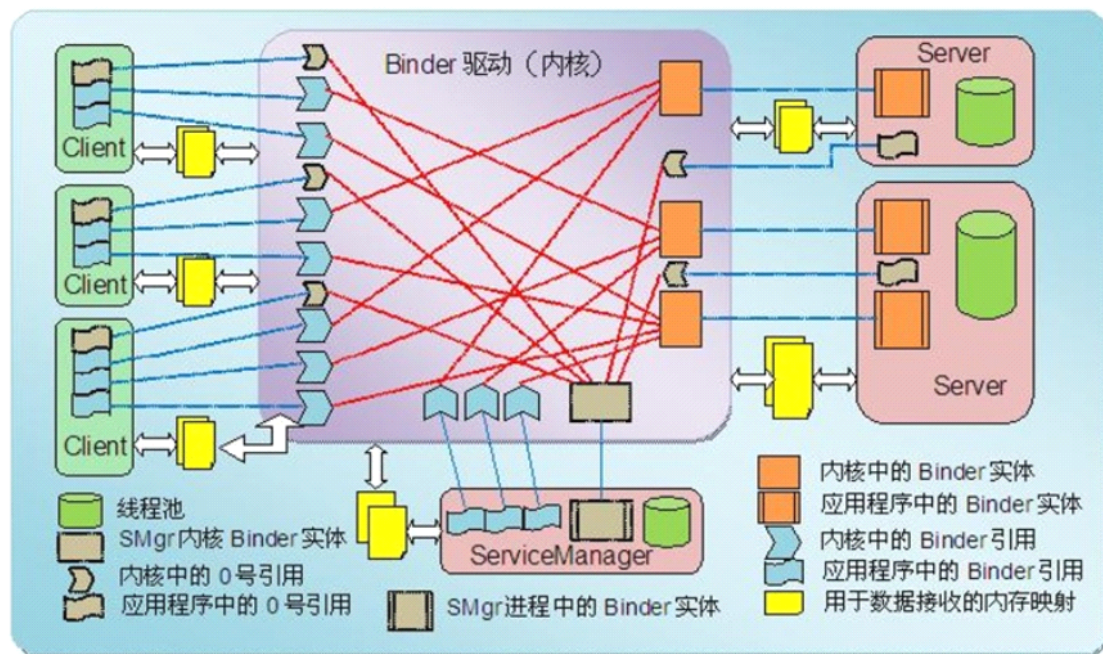 Binder 驱动（内核）
Server
Client
Client
Server
Client
ServiceManager
线程池
SMgr内核 Binder 实体
内核中的 0号引用
应用程序中的 0号引用
SMgr进程中的 Binder 实体
内核中的 Binder 实体
应用程序中的 Binder 实体
内核中的 Binder 引用
应用程序中的 Binder 引用
用于数据接收的内存映射